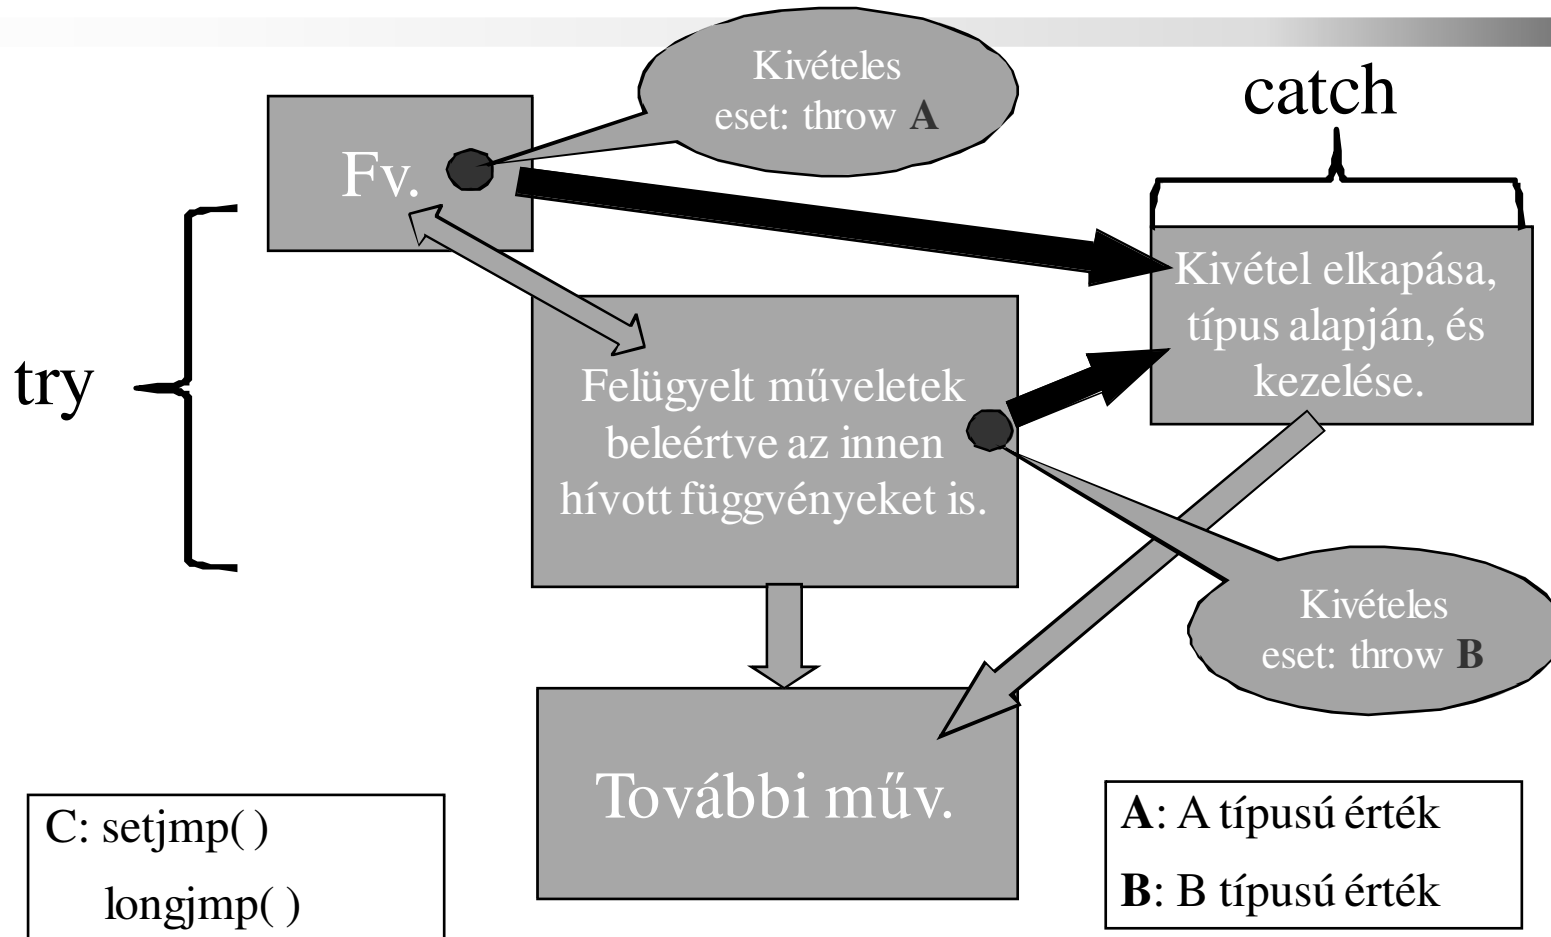 Kivételes
eset: throw A
catch
Fv.
Kivétel elkapása,
típus alapján, és
kezelése.
try
Felügyelt műveletek
beleértve az innen
hívott függvényeket is.
Kivételes
eset: throw B
További műv.
C: setjmp( )
longjmp( )
A: A típusú érték
B: B típusú érték